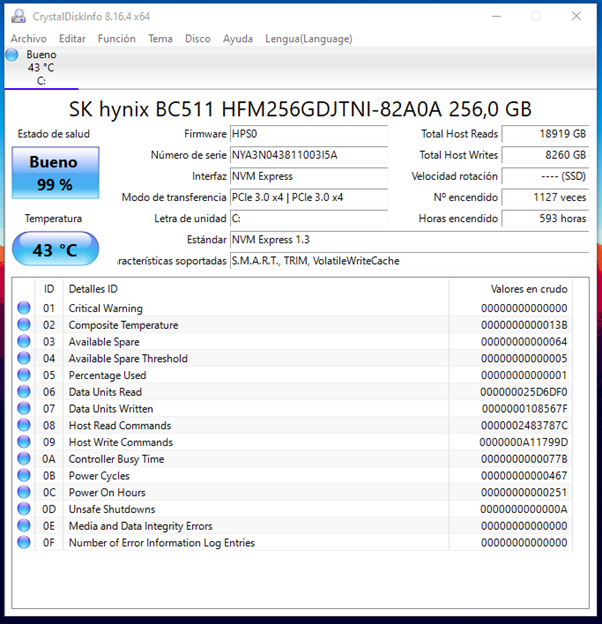 CrystalDiskInfo 8.16.4 x64
Archivo Editar Función Tema Disco Ayuda Lengua(Language)
Bueno
43 °C
C:
SK hynix BC511 HFM256GDJTNI-82A0A 256,0 GB
Estado de salud
Bueno
99 %
Temperatura
43 °C
Firmware HPS0
Número de serie NYA3N043811003I5A
Interfaz NVM Express
Modo de transferencia PCIe 3.0 x4 | PCIe 3.0 x4
Letra de unidad C:
Estándar NVM Express 1.3
aracterísticas soportadas S.M.A.R.T., TRIM, VolatileWriteCache
Total Host Reads 18919 GB
Total Host Writes 8260 GB
Velocidad rotación ---- (SSD)
Nº encendido 1127 veces
Horas encendido 593 horas
ID Detalles ID Valores en crudo
01 Critical Warning 00000000000000
02 Composite Temperature 0000000000013B
03 Available Spare 00000000000064
04 Available Spare Threshold 00000000000005
05 Percentage Used 00000000000001
06 Data Units Read 000000025D6DF0
07 Data Units Written 0000000108567F
08 Host Read Commands 0000002483787C
09 Host Write Commands 0000000A11799D
0A Controller Busy Time 0000000000077B
0B Power Cycles 00000000000467
0C Power On Hours 00000000000251
0D Unsafe Shutdowns 0000000000000A
0E Media and Data Integrity Errors 00000000000000
0F Number of Error Information Log Entries 00000000000000